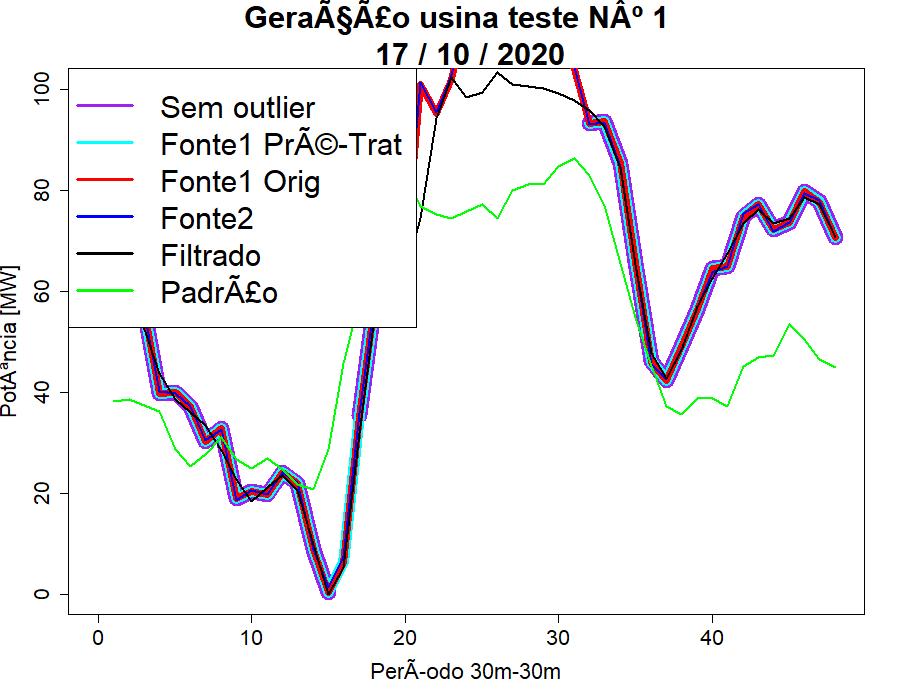 GeraÃ§Ã£o usina teste NÂº 1
17 / 10 / 2020
Sem outlier
Fonte1 PrÃ©-Trat
Fonte1 Orig
Fonte2
Filtrado
PadrÃ£o
PotÃªncia [MW]
100
80
60
40
20
0
0 10 20 30 40
PerÃ-odo 30m-30m